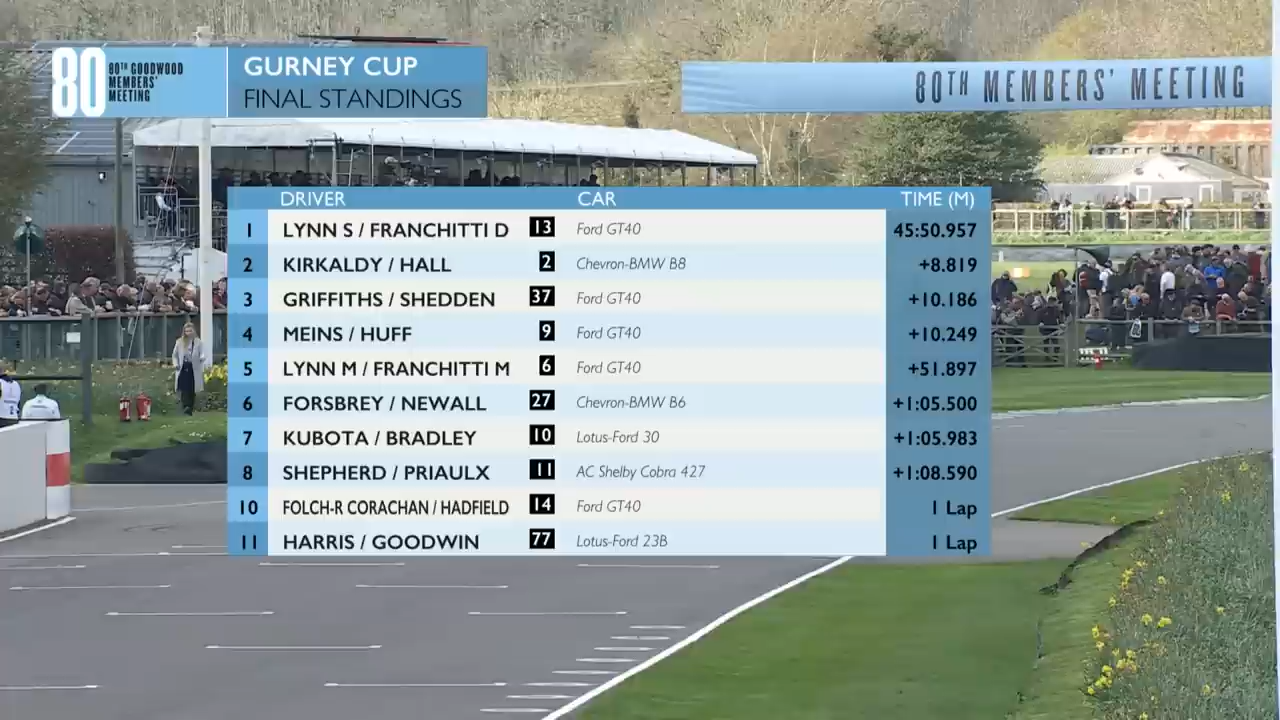 80
80TH GOODWOOD
MEMBERS'
MEETING
GURNEY CUP
FINAL STANDINGS
80TH MEMBERS' MEETING
DRIVER CAR TIME (M)
1 LYNN S / FRANCHITTI D 13 Ford GT40 45:50.957
2 KIRKALDY / HALL 2 Chevron-BMW B8 +8.819
3 GRIFFITHS / SHEDDEN 37 Ford GT40 +10.186
4 MEINS / HUFF 9 Ford GT40 +10.249
5 LYNN M / FRANCHITTI M 6 Ford GT40 +51.897
6 FORSBREY / NEWALL 27 Chevron-BMW B6 +1:05.500
7 KUBOTA / BRADLEY 10 Lotus-Ford 30 +1:05.983
8 SHEPHERD / PRIAULX 11 AC Shelby Cobra 427 +1:08.590
10 FOLCH-R CORACHAN / HADFIELD 14 Ford GT40 1 Lap
11 HARRIS / GOODWIN 77 Lotus-Ford 23B 1 Lap